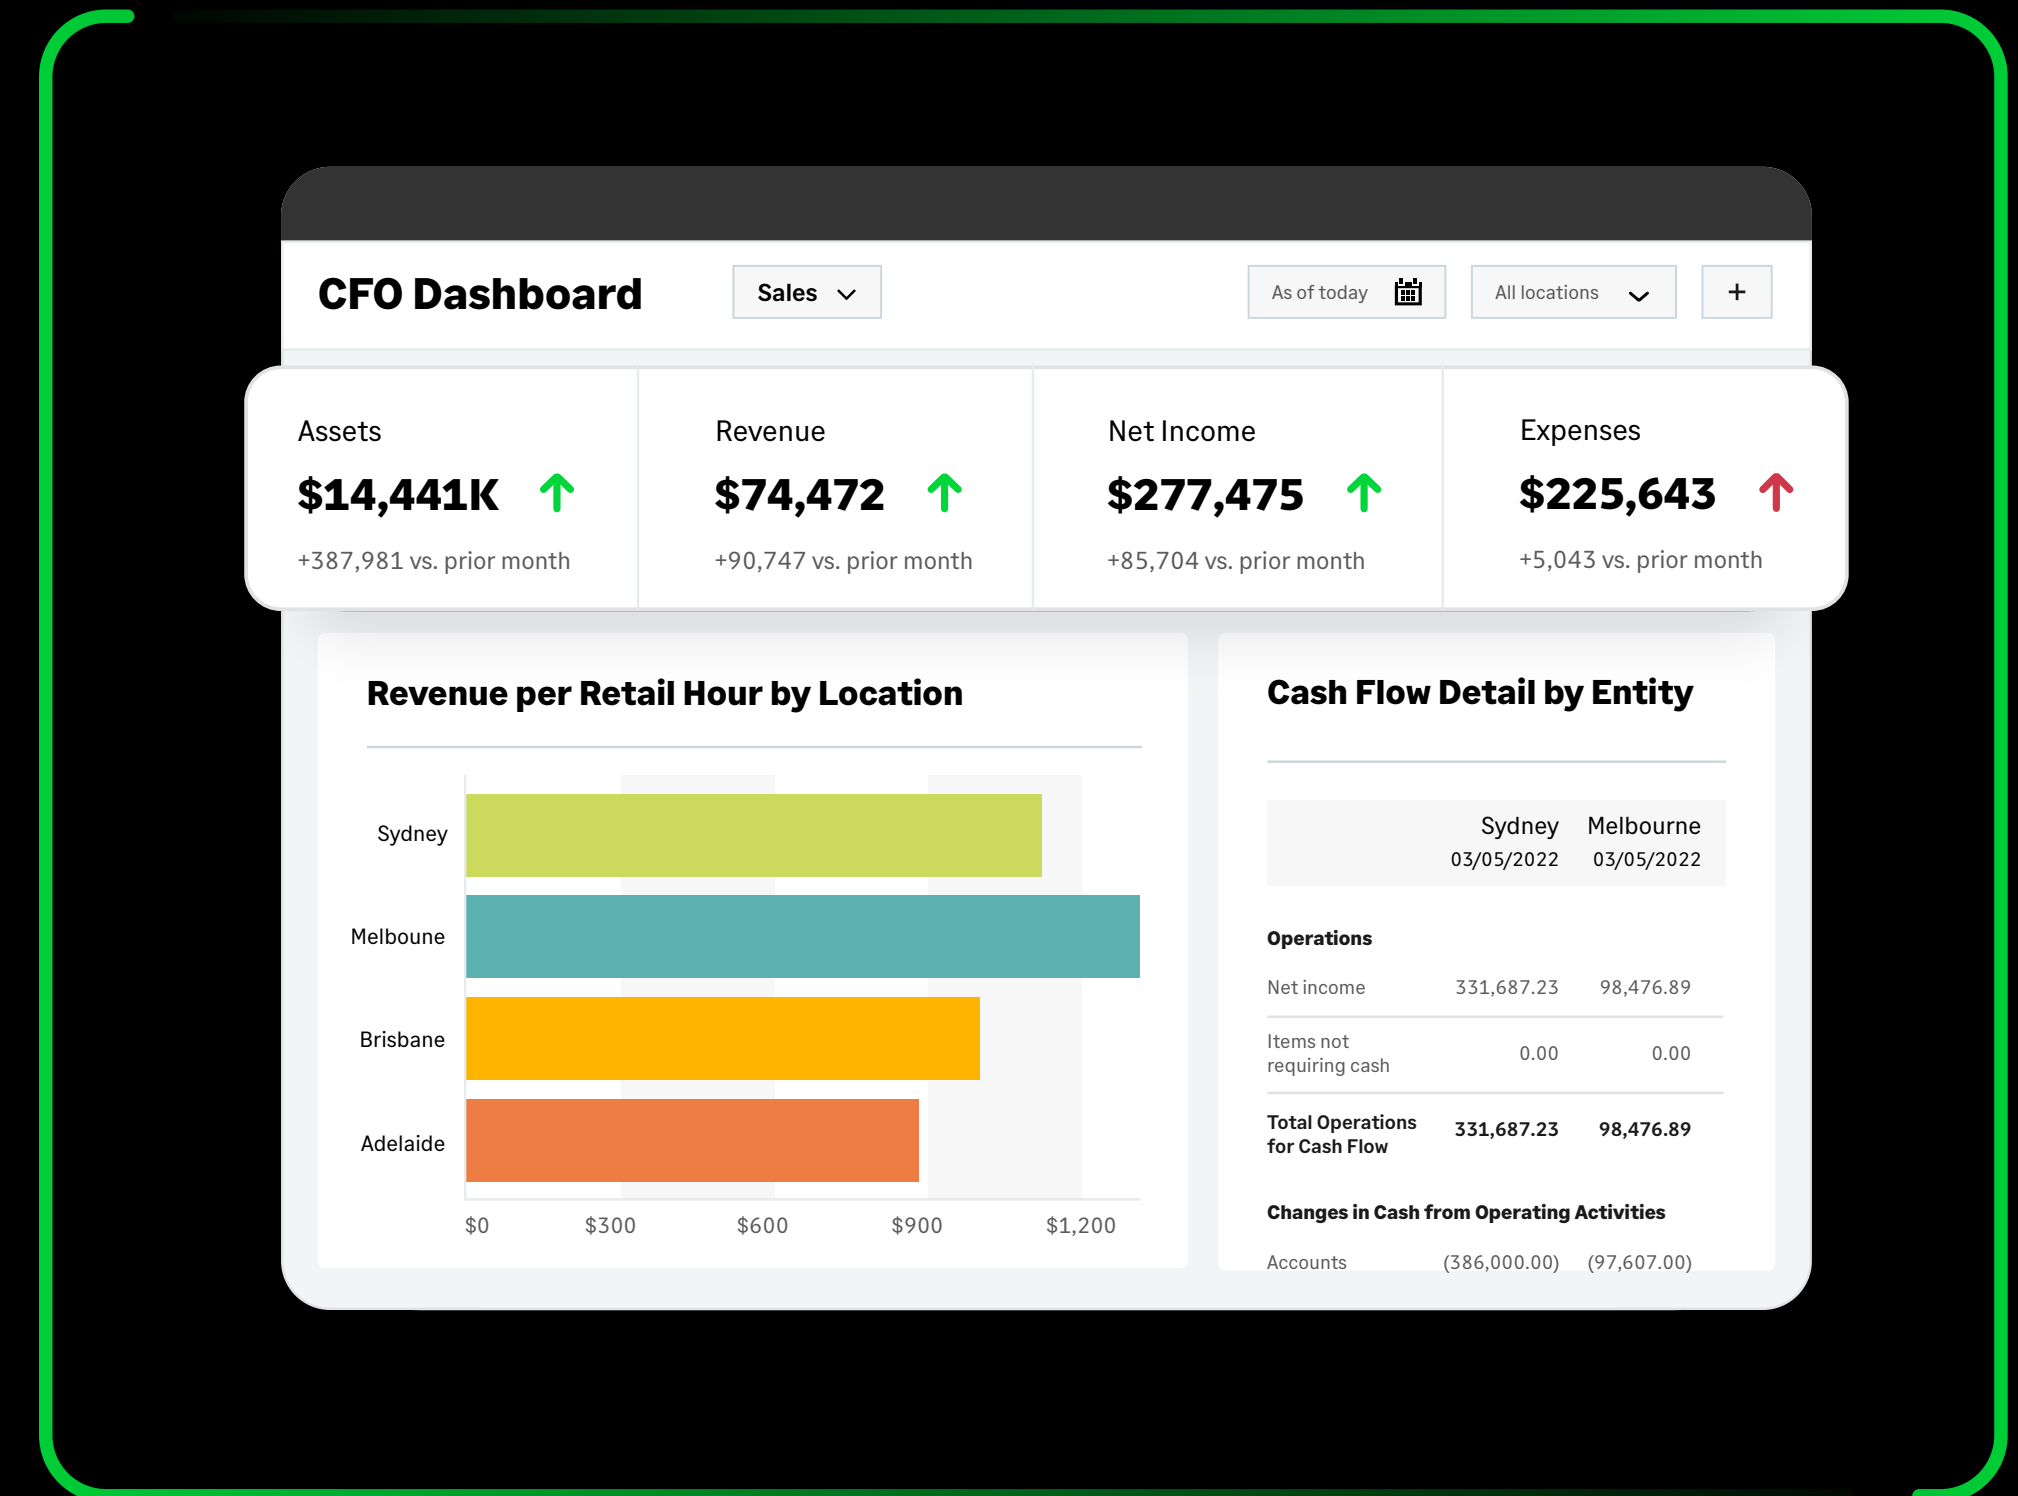 CFO Dashboard
Sales
As of today
All locations
+
Assets
$14,441K
+387,981 vs. prior month
Revenue
$74,472
+90,747 vs. prior month
Net Income
$277,475
+85,704 vs. prior month
Expenses
$225,643
+5,043 vs. prior month
Revenue per Retail Hour by Location
Sydney
Melboune
Brisbane
Adelaide
$0 $300 $600 $900 $1,200
Cash Flow Detail by Entity
Sydney Melbourne
03/05/2022 03/05/2022
Operations
Net income 331,687.23 98,476.89
Items not
requiring cash 0.00 0.00
Total Operations
for Cash Flow 331,687.23 98,476.89
Changes in Cash from Operating Activities
Accounts (386,000.00) (97,607.00)